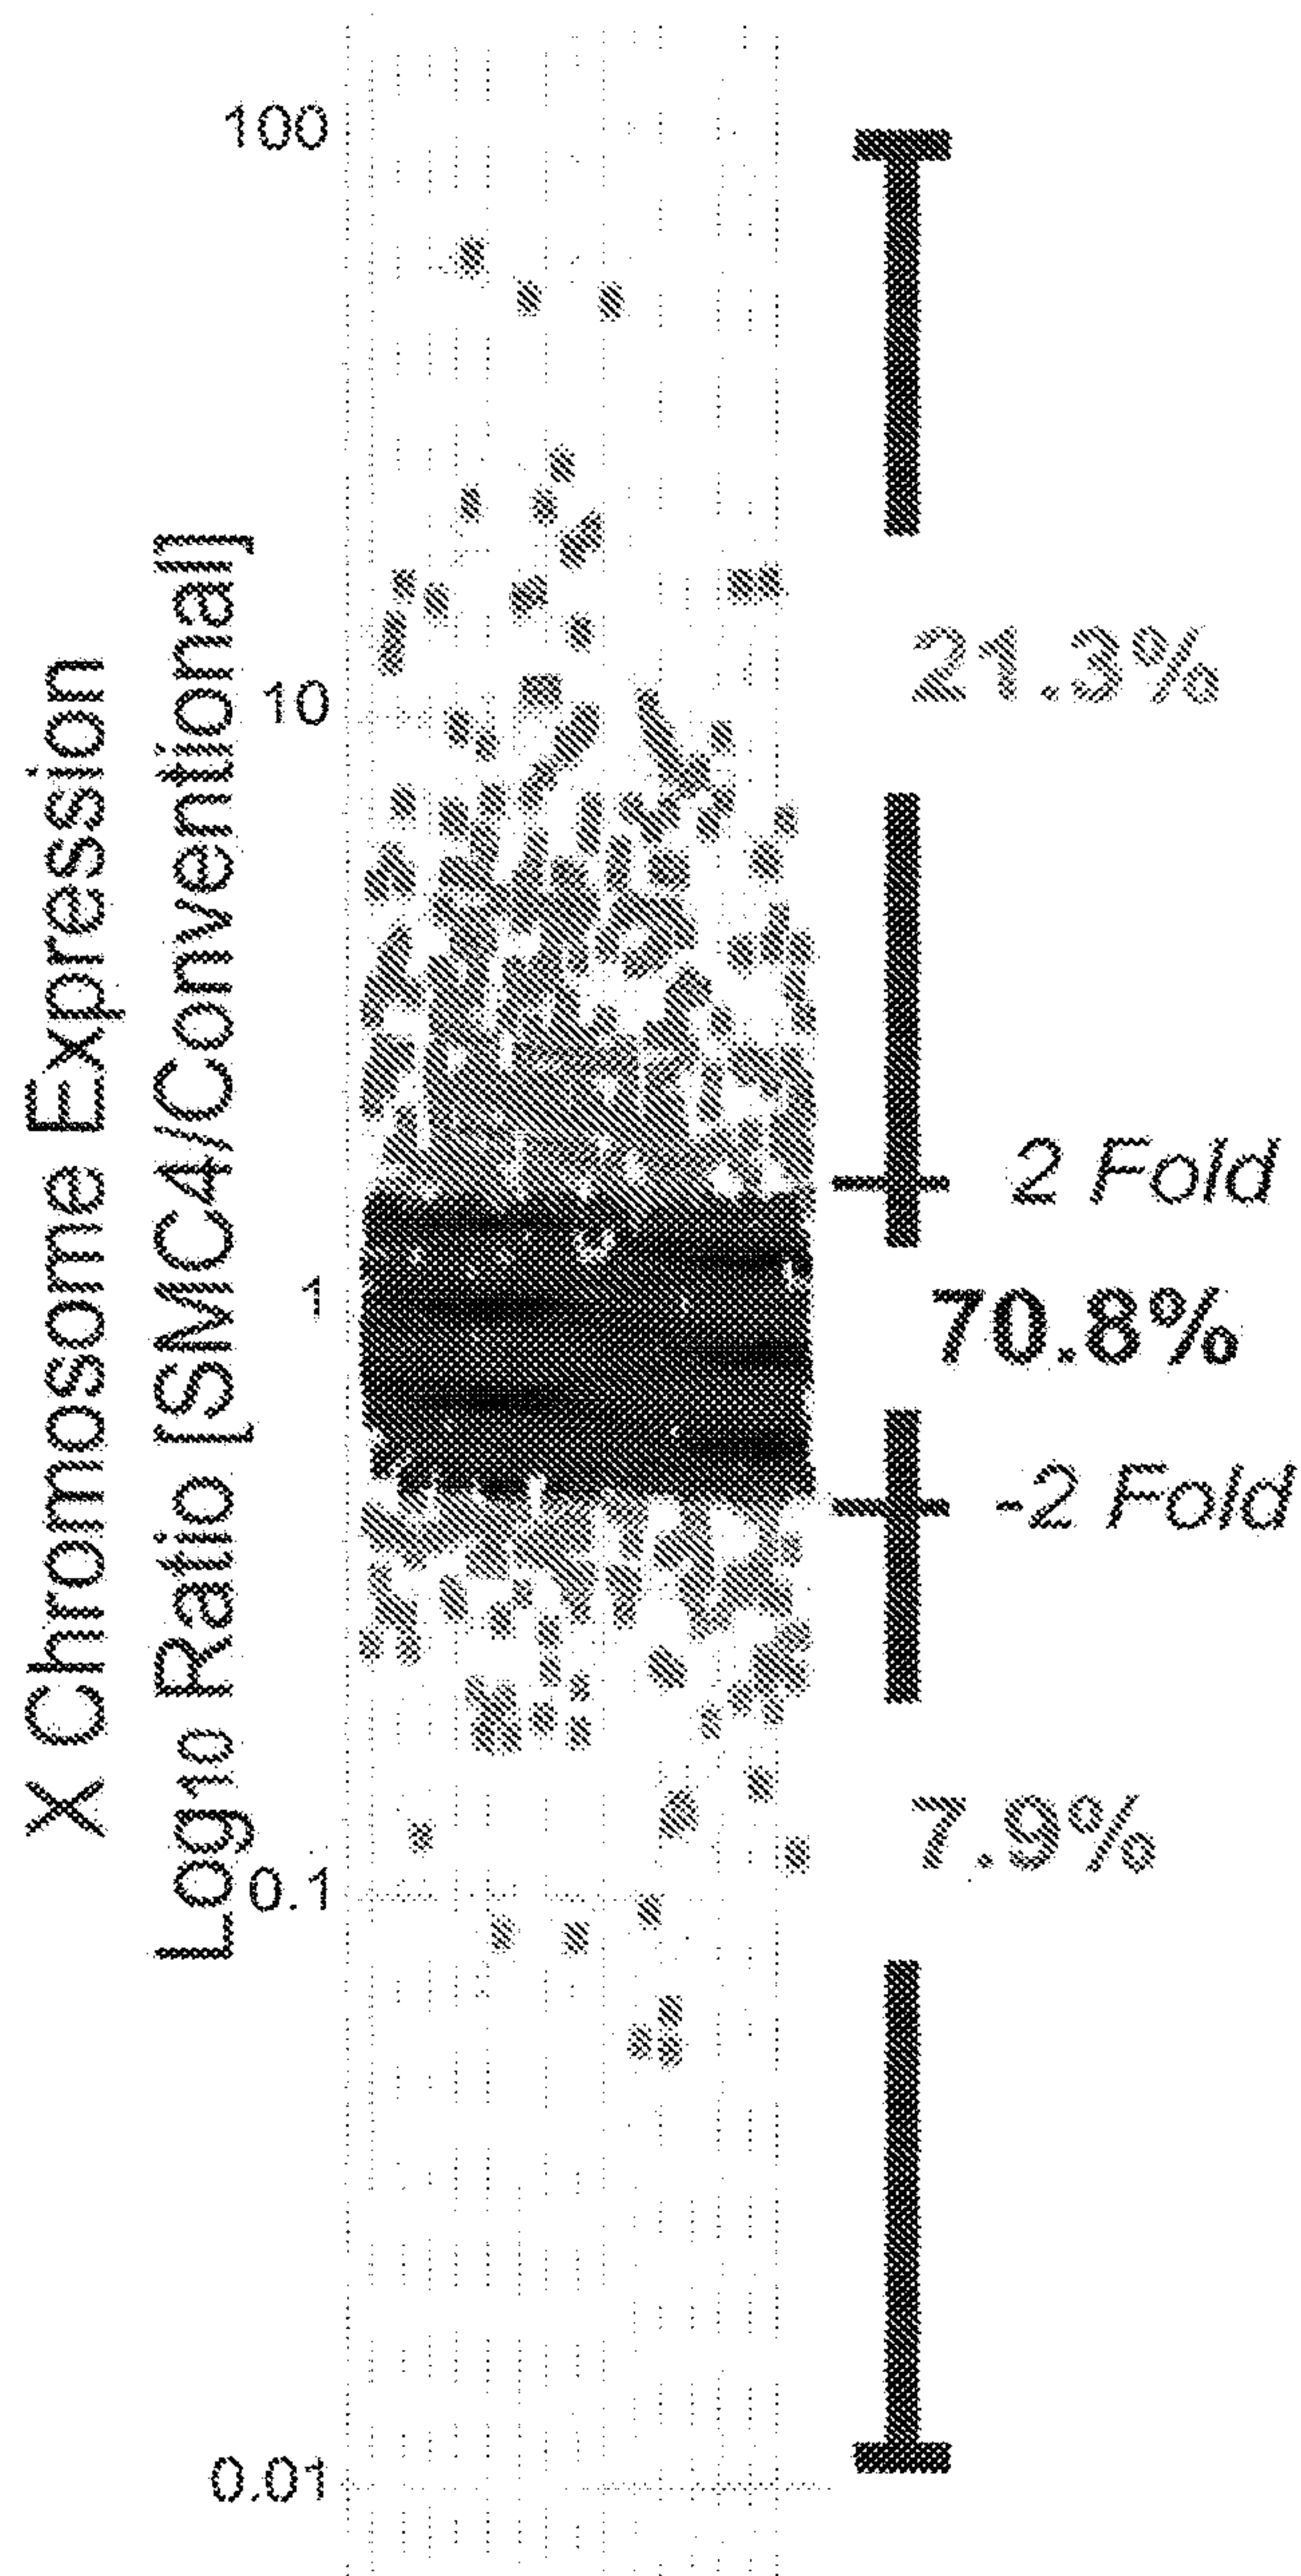 X Chromosome Expression
Log10 Ratio [SMC4/Conventional]
100
10
1
0.1
0.01
21.3%
2 Fold
70.8%
-2 Fold
7.9%